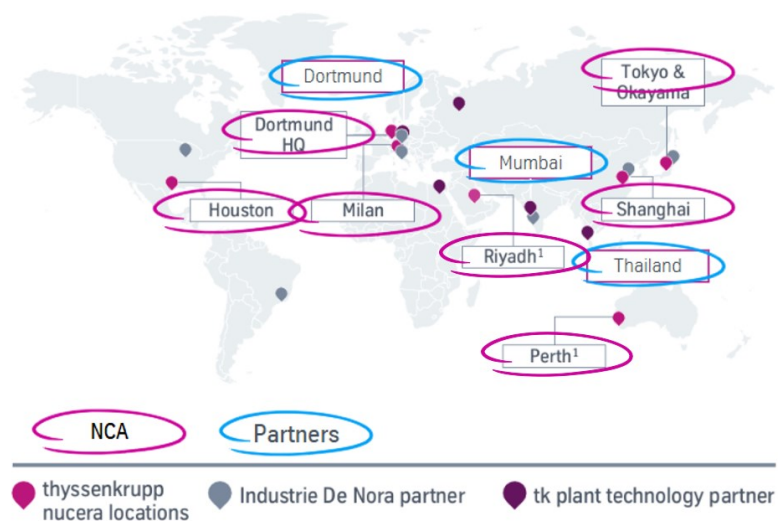 Dortmund
Tokyo &
Okayama
Dortmund
HQ
Mumbai
Houston
Milan
Shanghai
Riyadh¹
Thailand
Perth¹
NCA
Partners
thyssenkrupp
nucera locations
Industrie De Nora partner
tk plant technology partner